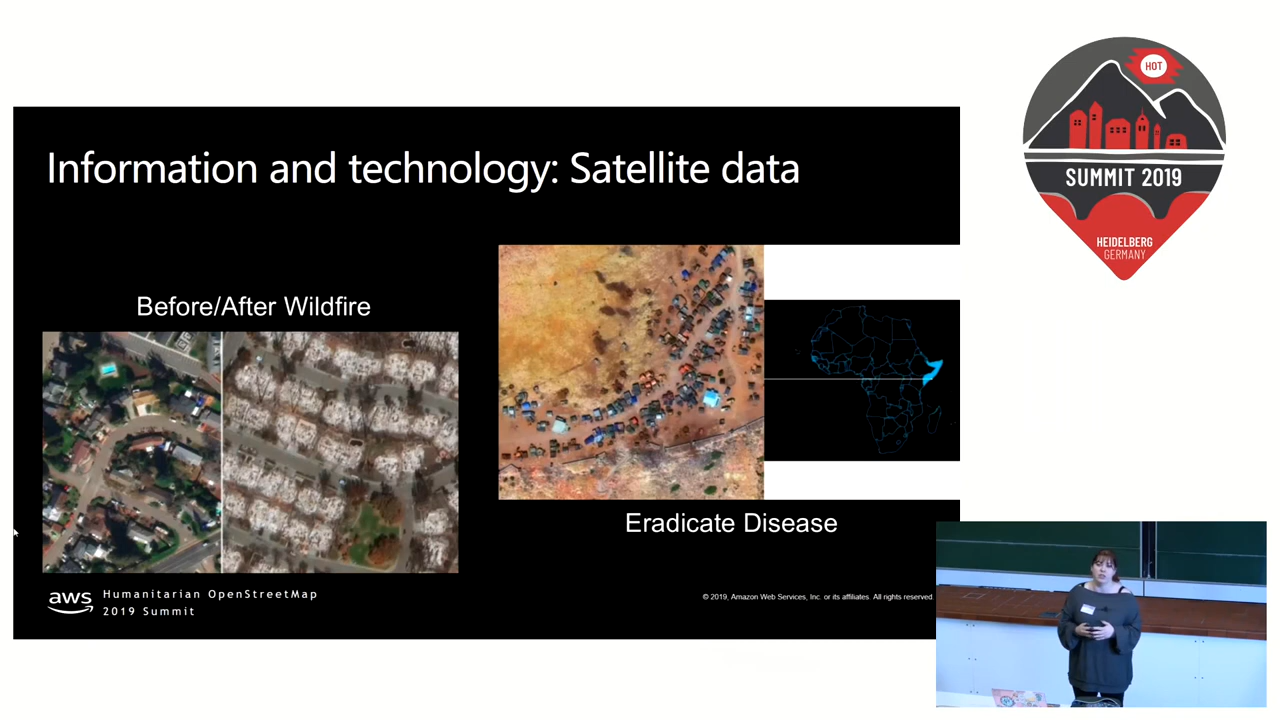 Information and technology: Satellite data
Before/After Wildfire
Eradicate Disease
aws
Humanitarian OpenStreetMap
2019 Summit
© 2019, Amazon Web Services, Inc. or its affiliates. All rights reserved.
HOT
SUMMIT 2019
HEIDELBERG
GERMANY